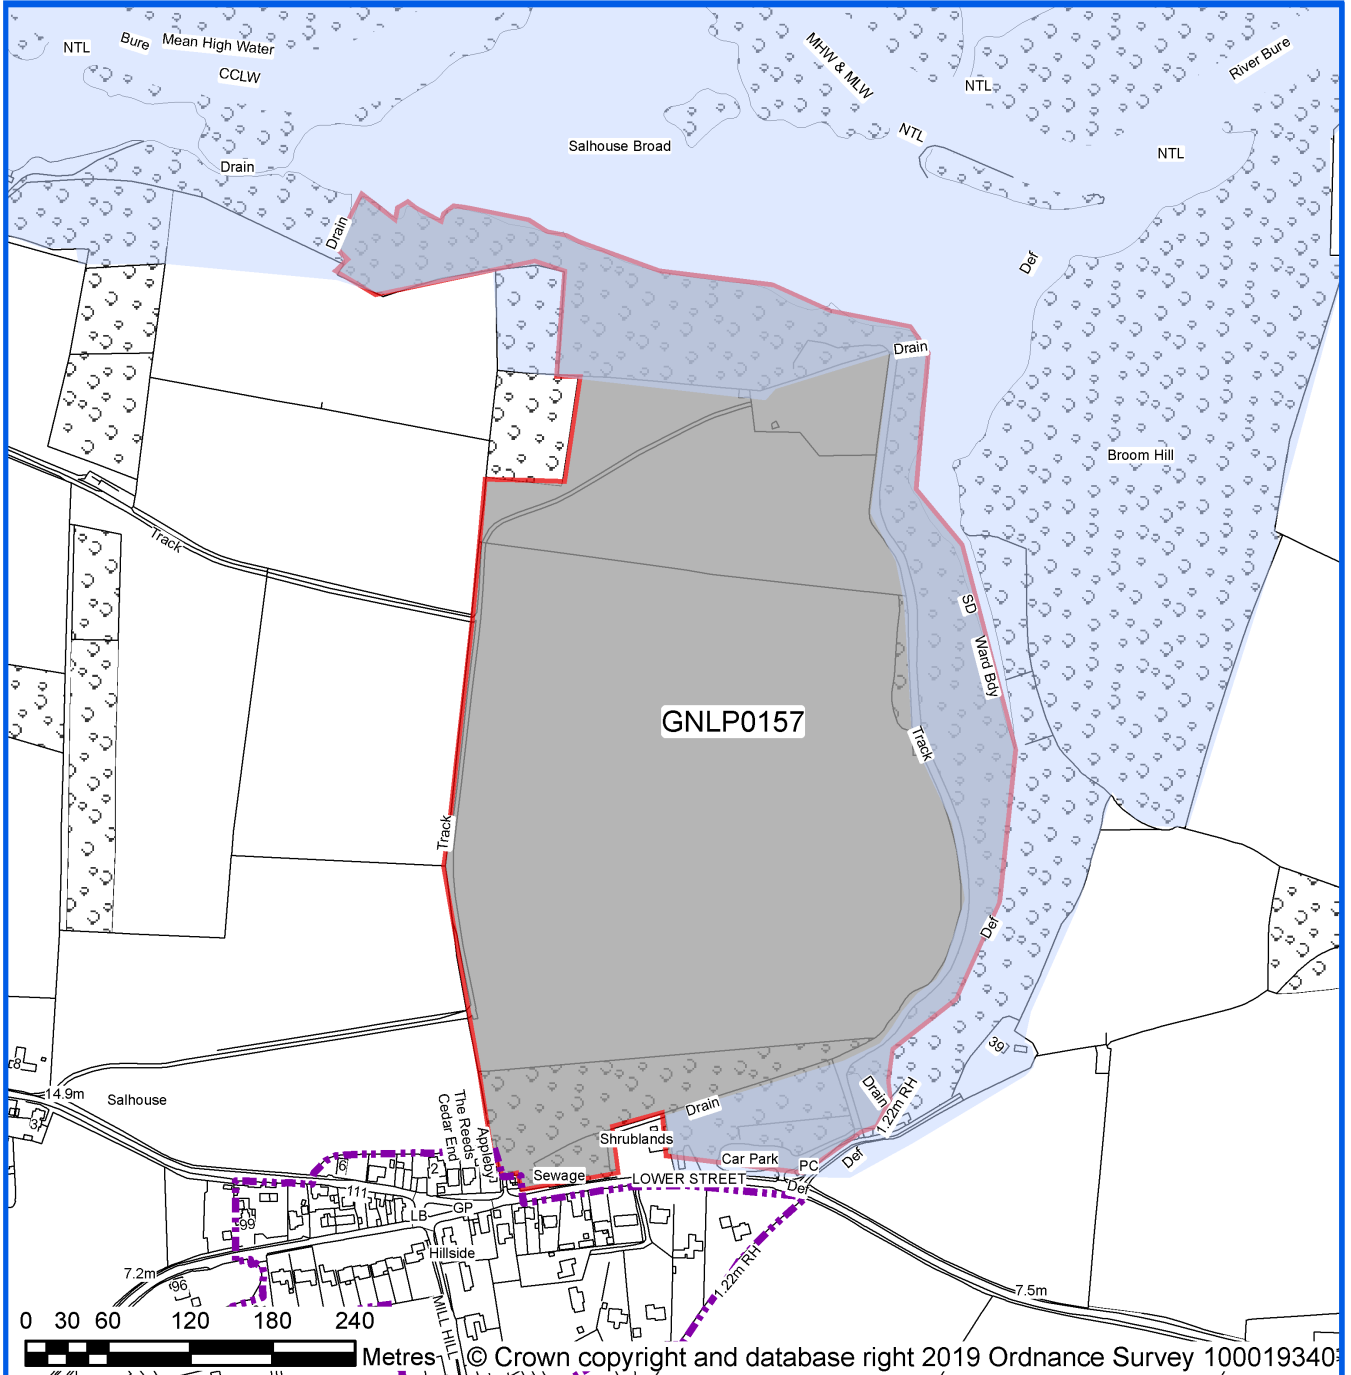 NTL
Bure
Mean High Water
CCLW
MHW & MLW
NTL
River Bure
NTL
NTL
Salhouse Broad
Drain
Drain
Def
Drain
Broom Hill
Track
SD
Ward Bdy
GNLP0157
Track
Track
Def
39
8
14.9m
Salhouse
37
The Reeds
Cedar End
Appleby
Drain
Drain
1.22m RH
Shrublands
6
2
Car Park
PC
Def
Sewage
LOWER STREET
Def
111
99
LB
GP
Hillside
7.2m
96
1.22m RH
7.5m
MILL HILL
0 30 60 120 180 240
Metres
© Crown copyright and database right 2019 Ordnance Survey 100019340